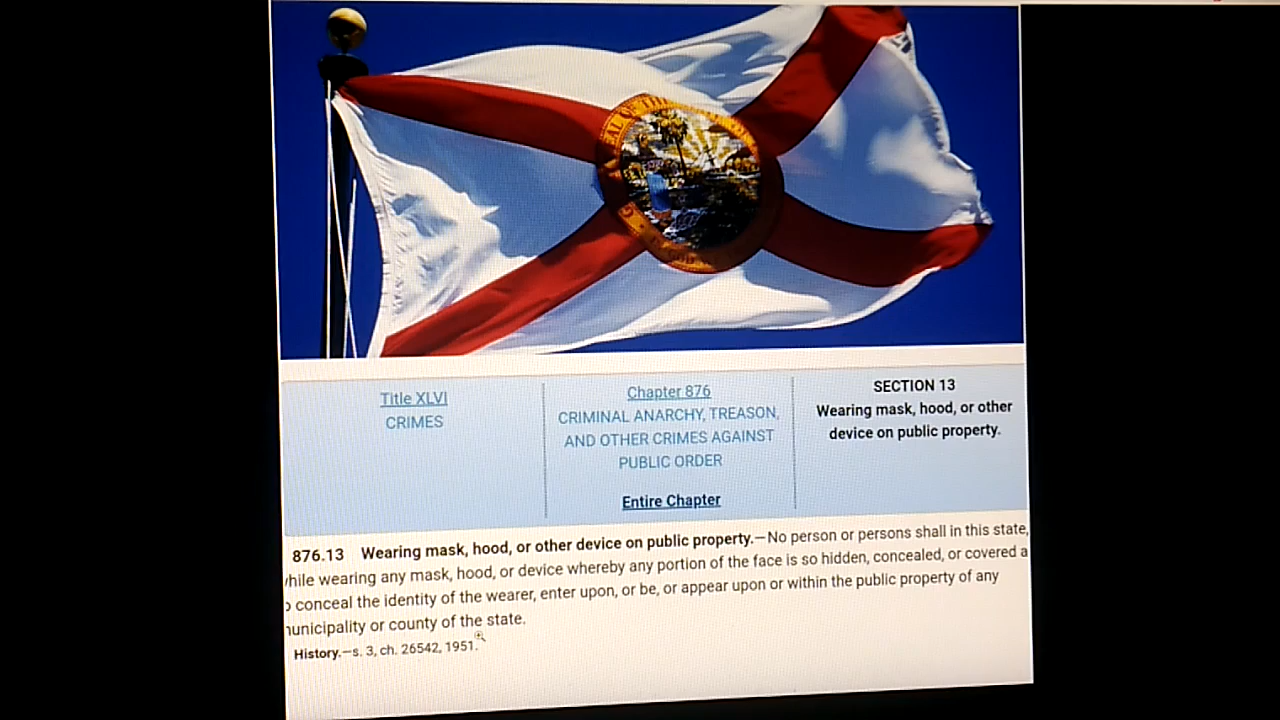 Title XLVI
CRIMES
Chapter 876
CRIMINAL ANARCHY, TREASON,
AND OTHER CRIMES AGAINST
PUBLIC ORDER
Entire Chapter
SECTION 13
Wearing mask, hood, or other
device on public property.
876.13 Wearing mask, hood, or other device on public property.—No person or persons shall in this state,
hile wearing any mask, hood, or device whereby any portion of the face is so hidden, concealed, or covered a
o conceal the identity of the wearer, enter upon, or be, or appear upon or within the public property of any
unicipality or county of the state.
History.—s. 3, ch. 26542, 1951.